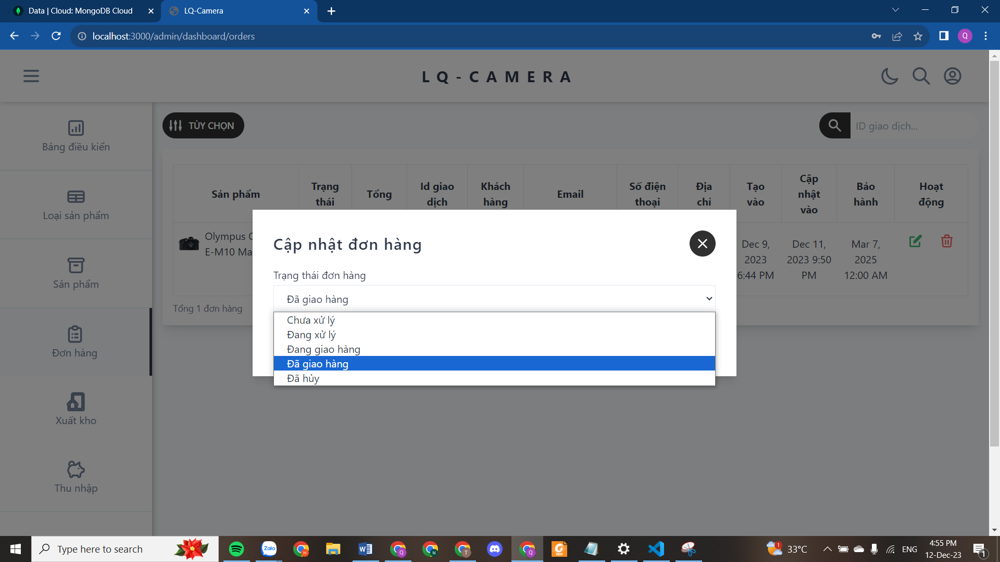 Data | Cloud: MongoDB Cloud
LQ-Camera
localhost:3000/admin/dashboard/orders
Q
LQ-CAMERA
Bảng điều kiển
Loại sản phẩm
Sản phẩm
Đơn hàng
Xuất kho
Thu nhập
TÙY CHỌN
ID giao dịch...
Sản phẩm
Trạng thái
Tổng
Id giao dịch
Khách hàng
Email
Số điện thoại
Địa chỉ
Tạo vào
Cập nhật vào
Bảo hành
Hoạt động
Olympus
E-M10
Dec 9, 2023 6:44 PM
Dec 11, 2023 9:50 PM
Mar 7, 2025 12:00 AM
Tổng 1 đơn hàng
Cập nhật đơn hàng
Trạng thái đơn hàng
Đã giao hàng
Chưa xử lý
Đang xử lý
Đang giao hàng
Đã giao hàng
Đã hủy
Type here to search
Zalo
33°C
ENG
4:55 PM
12-Dec-23
1